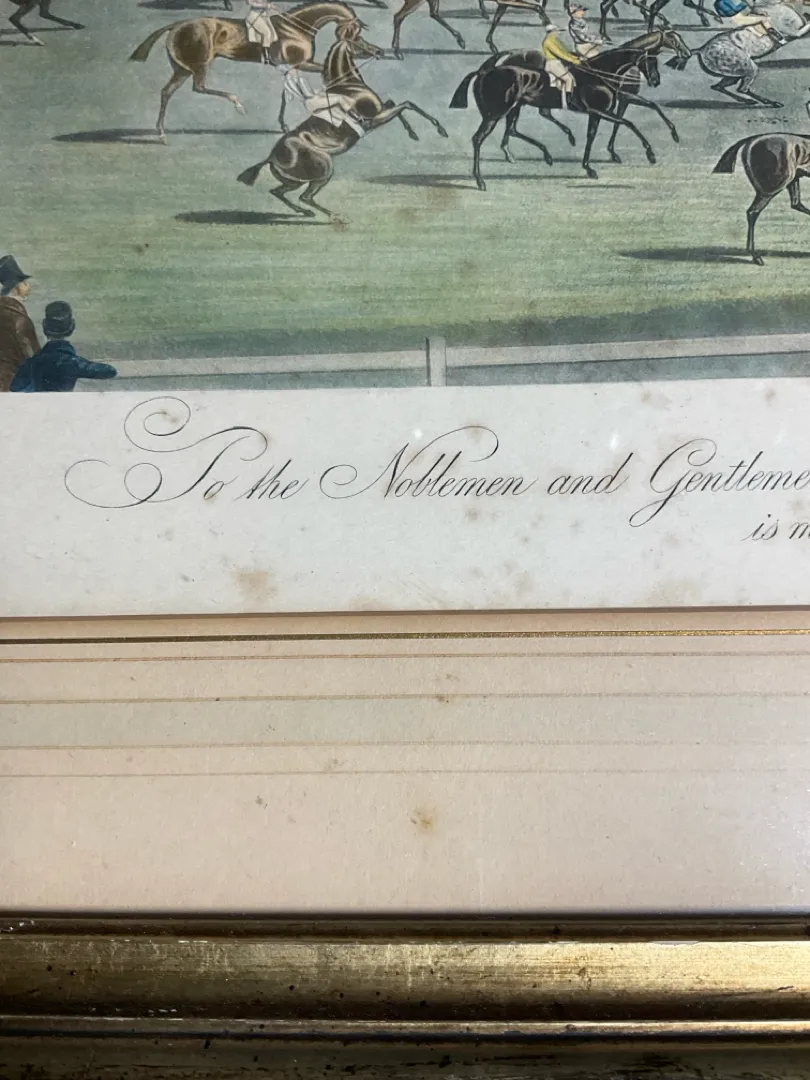 To the Noblemen and Gentleme
is m